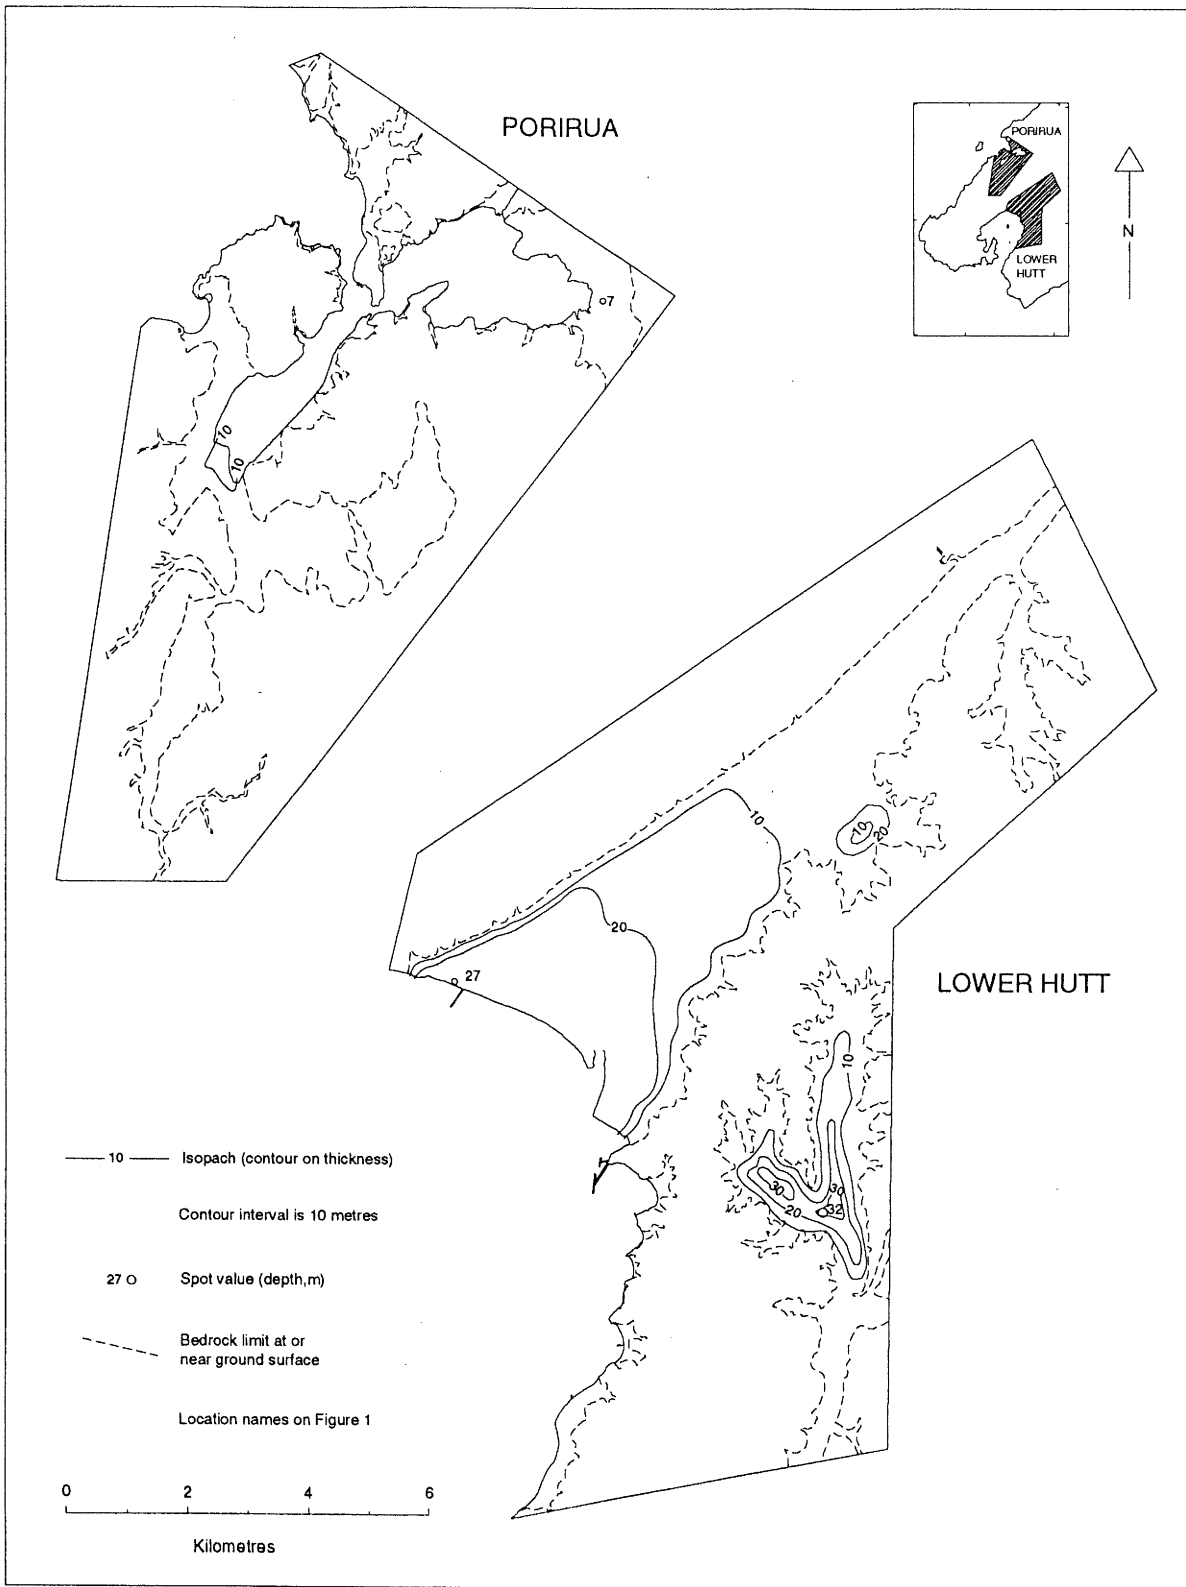 PORIRUA
PORIRUA
LOWER
HUTT
N
7
10
10
10
20
10
20
27
LOWER HUTT
10
30
30
32
20
10 Isopach (contour on thickness)
Contour interval is 10 metres
27 Spot value (depth,m)
Bedrock limit at or
near ground surface
Location names on Figure 1
0 2 4 6
Kilometres